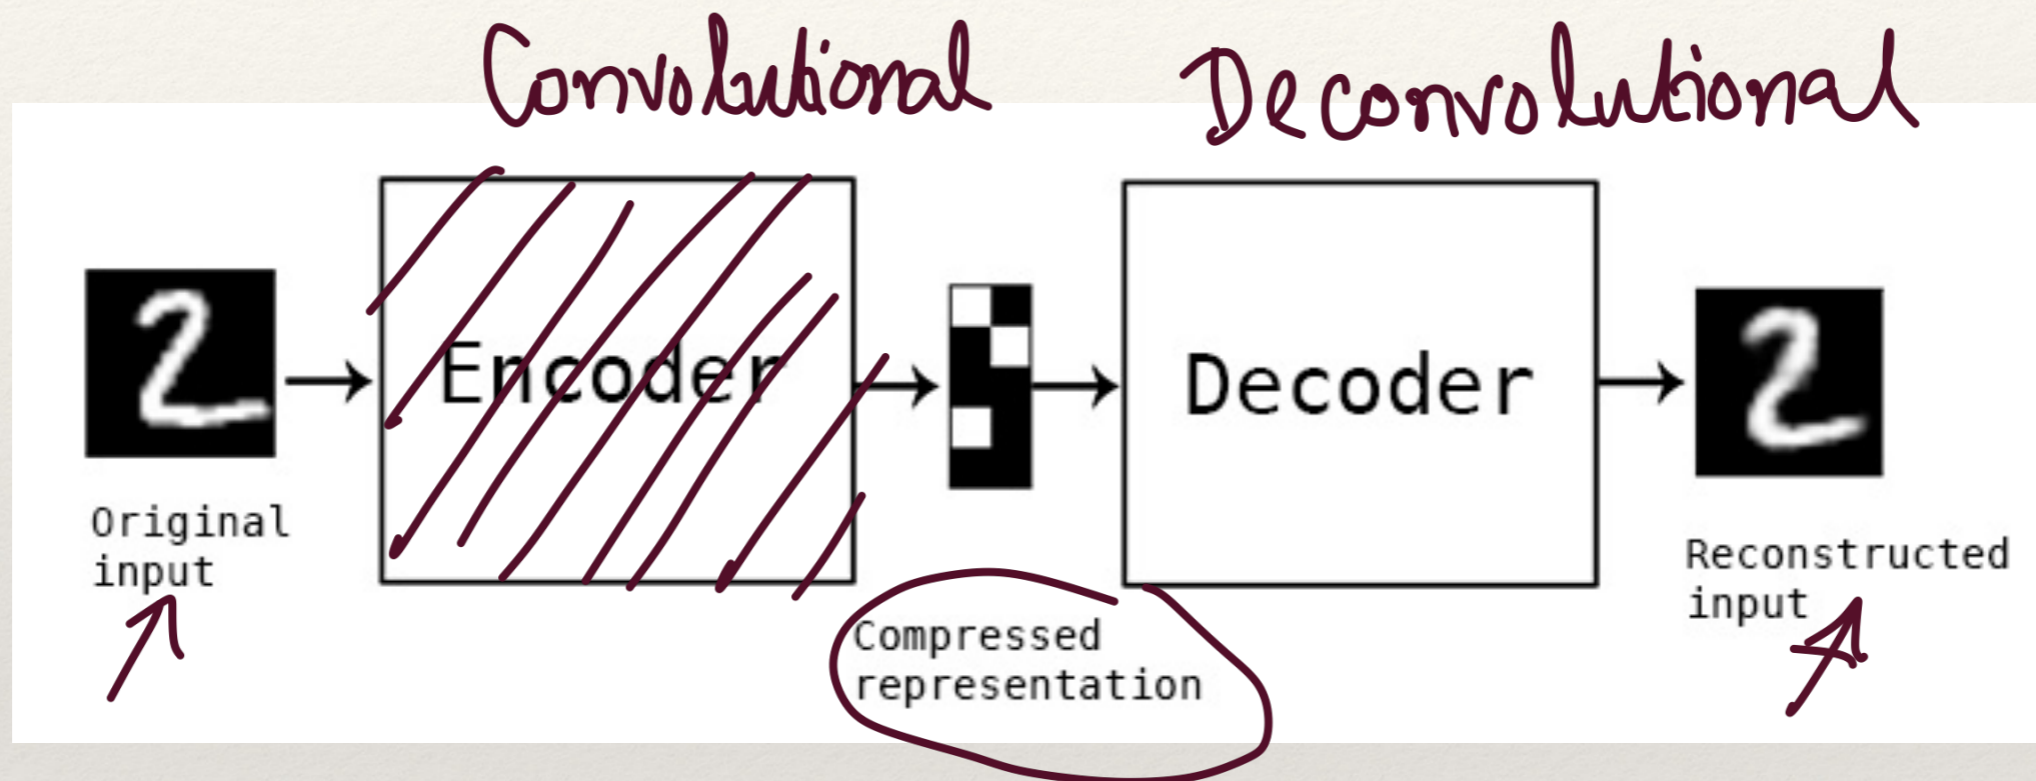 Convolutional Deconvolutional
Encoder
Decoder
Original
input
Compressed
representation
Reconstructed
input